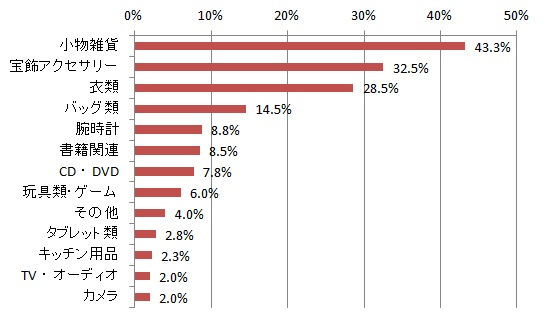 0% 10% 20% 30% 40% 50%
小物雑貨 43.3%
宝飾アクセサリー 32.5%
衣類 28.5%
バッグ類 14.5%
腕時計 8.8%
書籍関連 8.5%
CD・DVD 7.8%
玩具類・ゲーム 6.0%
その他 4.0%
タブレット類 2.8%
キッチン用品 2.3%
TV・オーディオ 2.0%
カメラ 2.0%